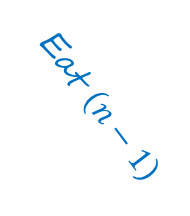 Eat (n − 1)